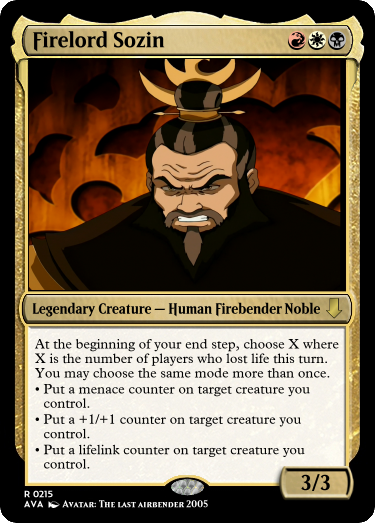 Firelord Sozin
Legendary Creature — Human Firebender Noble
At the beginning of your end step, choose X where
X is the number of players who lost life this turn.
You may choose the same mode more than once.
• Put a menace counter on target creature you
control.
• Put a +1/+1 counter on target creature you
control.
• Put a lifelink counter on target creature you
control.
3/3
R 0215
AVA Avatar: The last airbender 2005